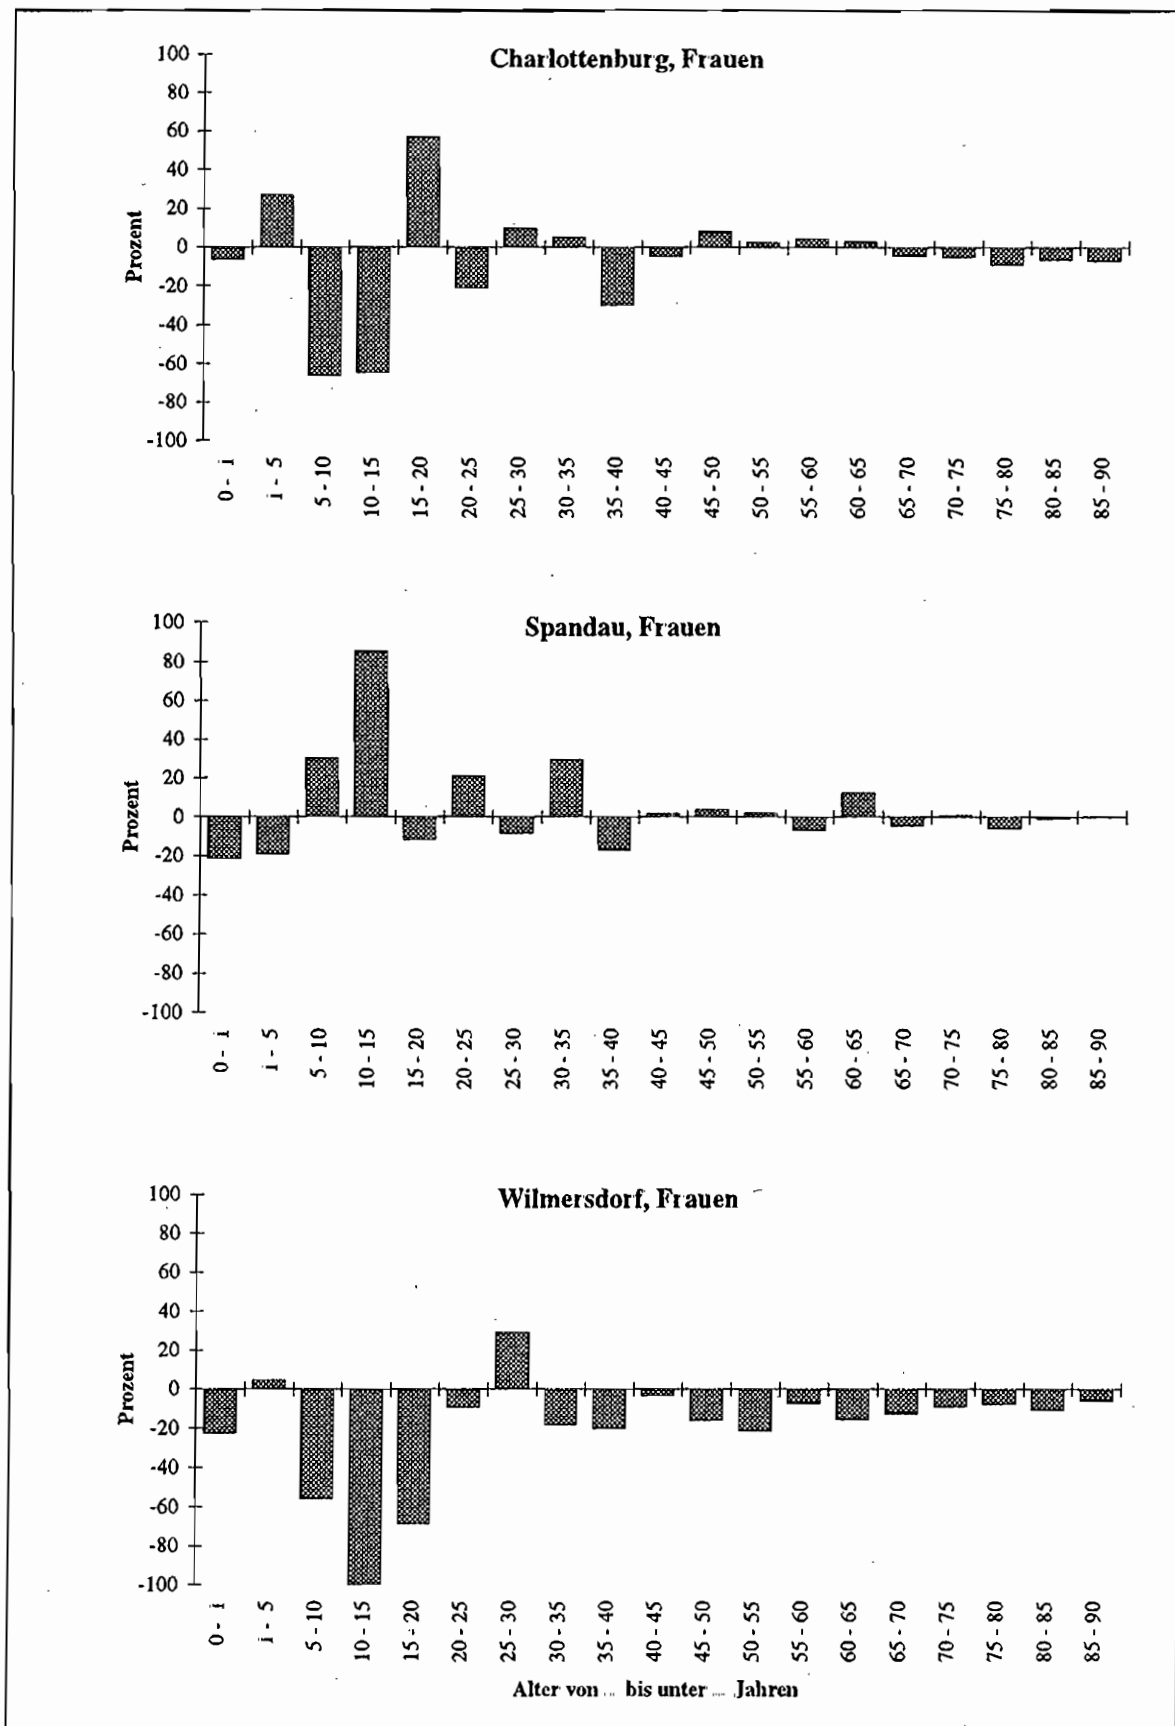 Charlottenburg, Frauen
100
80
60
40
20
0
-20
-40
-60
-80
-100
Prozent
0 - 1
1 - 5
5 - 10
10 - 15
15 - 20
20 - 25
25 - 30
30 - 35
35 - 40
40 - 45
45 - 50
50 - 55
55 - 60
60 - 65
65 - 70
70 - 75
75 - 80
80 - 85
85 - 90
Spandau, Frauen
100
80
60
40
20
0
-20
-40
-60
-80
-100
Prozent
0 - 1
1 - 5
5 - 10
10 - 15
15 - 20
20 - 25
25 - 30
30 - 35
35 - 40
40 - 45
45 - 50
50 - 55
55 - 60
60 - 65
65 - 70
70 - 75
75 - 80
80 - 85
85 - 90
Wilmersdorf, Frauen
100
80
60
40
20
0
-20
-40
-60
-80
-100
Prozent
0 - 1
1 - 5
5 - 10
10 - 15
15 - 20
20 - 25
25 - 30
30 - 35
35 - 40
40 - 45
45 - 50
50 - 55
55 - 60
60 - 65
65 - 70
70 - 75
75 - 80
80 - 85
85 - 90
Alter von ... bis unter ... Jahren